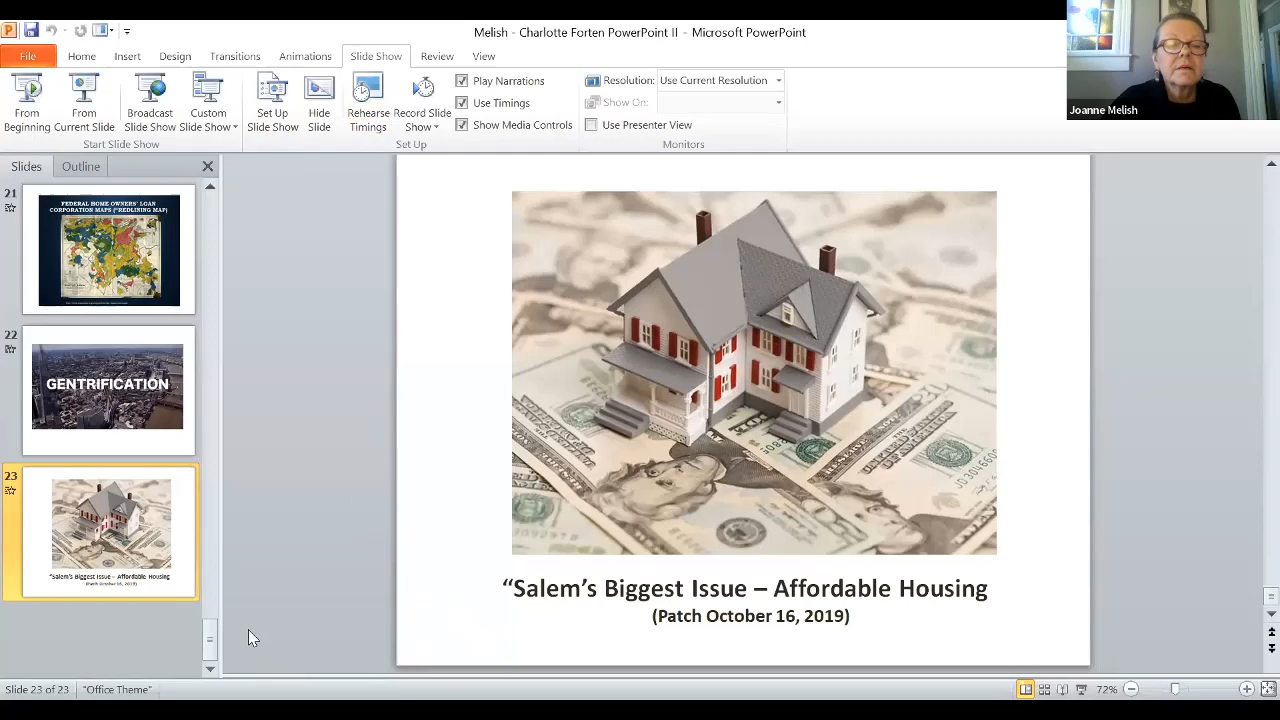 Melish - Charlotte Forten PowerPoint II - Microsoft PowerPoint
File Home Insert Design Transitions Animations Slide Show Review View
From Beginning
From Current Slide
Broadcast Slide Show
Custom Slide Show
Start Slide Show
Set Up Slide Show
Hide Slide
Rehearse Timings
Record Slide Show
Play Narrations
Use Timings
Show Media Controls
Set Up
Resolution: Use Current Resolution
Show On:
Use Presenter View
Monitors
Joanne Melish
Slides Outline
21
FEDERAL HOME OWNERS' LOAN
CORPORATION MAPS ("REDLINING MAP)
22
GENTRIFICATION
23
"Salem's Biggest Issue – Affordable Housing
(Patch October 16, 2019)
“Salem’s Biggest Issue – Affordable Housing
(Patch October 16, 2019)
Slide 23 of 23 "Office Theme"
72%